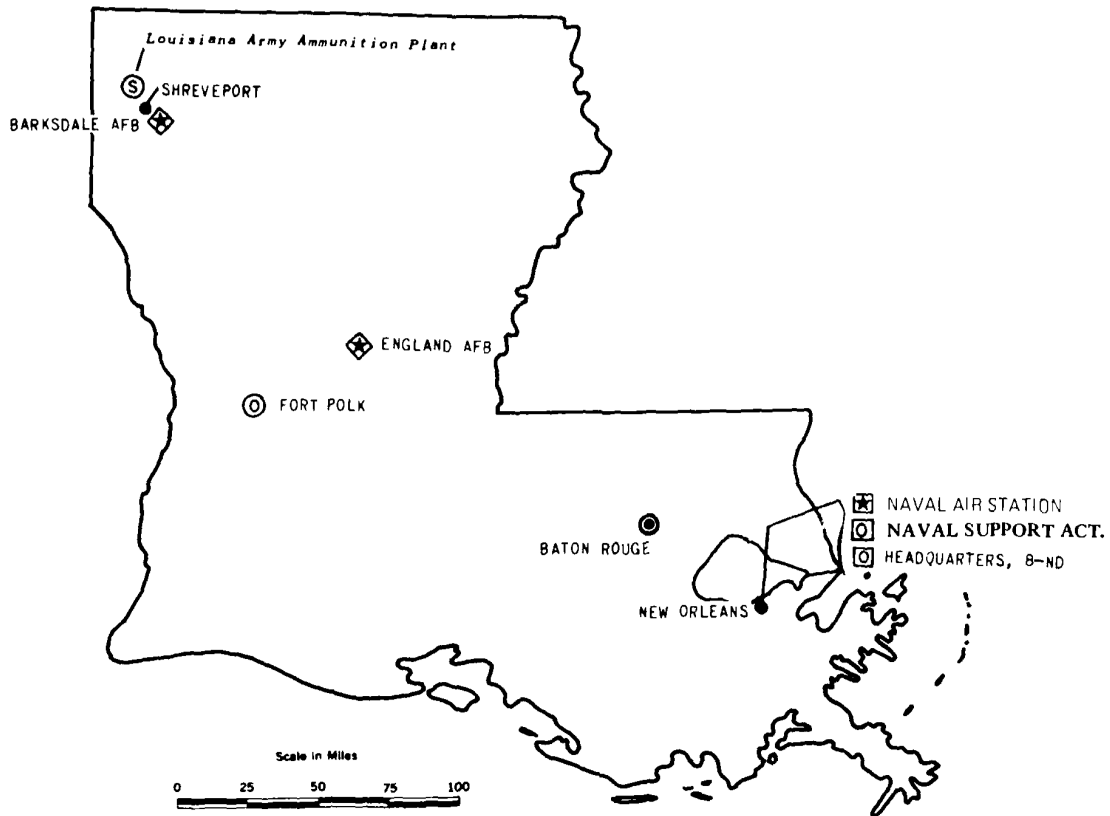 Louisiana Army Ammunition Plant
S
SHREVEPORT
BARKSDALE AFB
ENGLAND AFB
O FORT POLK
NAVAL AIR STATION
O NAVAL SUPPORT ACT.
O HEADQUARTERS, 8-ND
BATON ROUGE
NEW ORLEANS
Scale in Miles
0 25 50 75 100